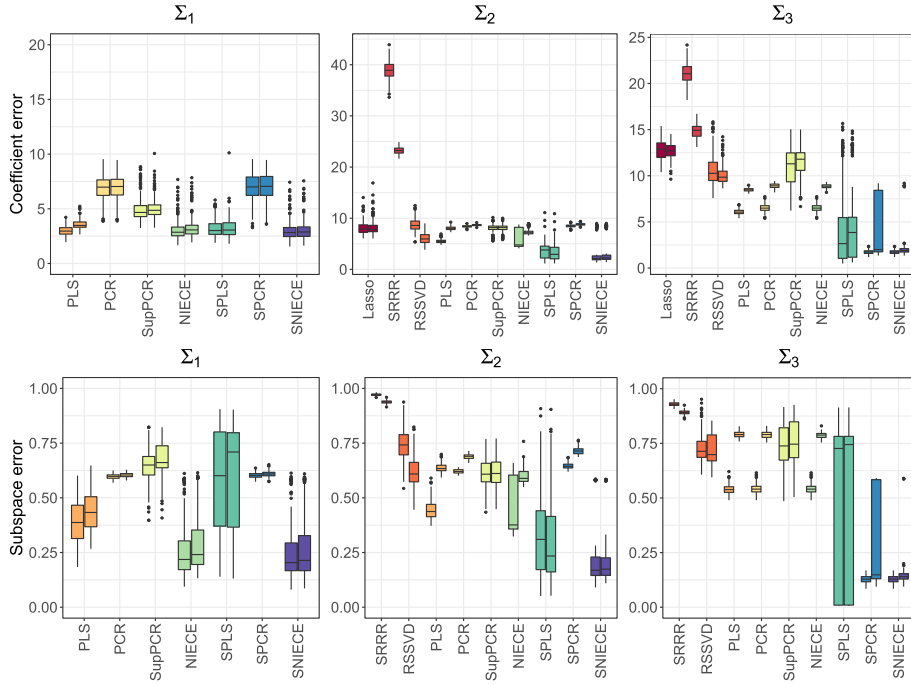 Σ1
Σ2
Σ3
Coefficient error
20
15
10
5
0
40
30
20
10
0
25
20
15
10
5
0
PLS
PCR
SupPCR
NIECE
SPLS
SPCR
SNIECE
Lasso
SRRR
RSSVD
PLS
PCR
SupPCR
NIECE
SPLS
SPCR
SNIECE
Lasso
SRRR
RSSVD
PLS
PCR
SupPCR
NIECE
SPLS
SPCR
SNIECE
Σ1
Σ2
Σ3
Subspace error
1.00
0.75
0.50
0.25
0.00
1.00
0.75
0.50
0.25
0.00
1.00
0.75
0.50
0.25
0.00
PLS
PCR
SupPCR
NIECE
SPLS
SPCR
SNIECE
SRRR
RSSVD
PLS
PCR
SupPCR
NIECE
SPLS
SPCR
SNIECE
SRRR
RSSVD
PLS
PCR
SupPCR
NIECE
SPLS
SPCR
SNIECE